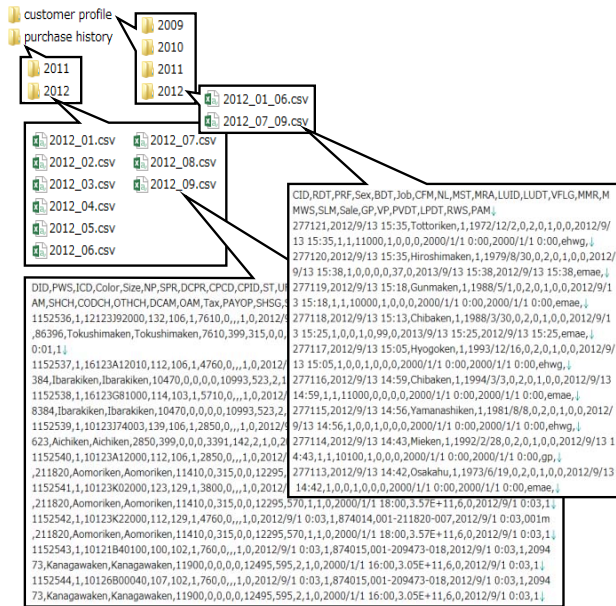 customer profile
purchase history
2009
2010
2011
2012
2011
2012
2012_01_06.csv
2012_07_09.csv
2012_01.csv
2012_02.csv
2012_03.csv
2012_04.csv
2012_05.csv
2012_06.csv
2012_07.csv
2012_08.csv
2012_09.csv
CID,RDT,PRF,Sex,BDT,Job,CFM,NL,MST,MRA,LUID,LUDT,VFLG,MMR,M
MWS,SLM,Sale,GP,VP,PVDT,LPDT,RWS,PAM↓
277121,2012/9/13 15:35,Tottoriken,1,1972/12/2,0,2,0,1,0,0,2012/9/
13 15:35,1,1,11000,1,0,0,0,2000/1/1 0:00,2000/1/1 0:00,ehwg,↓
277120,2012/9/13 15:35,Hiroshimaken,1,1979/8/30,0,2,0,1,0,0,2012/
9/13 15:38,1,0,0,0,0,37,0,2013/9/13 15:38,2012/9/13 15:38,emae,↓
277119,2012/9/13 15:18,Gunmaken,1,1988/5/1,0,2,0,1,0,0,2012/9/1
3 15:18,1,1,10000,1,0,0,0,2000/1/1 0:00,2000/1/1 0:00,emae,↓
277118,2012/9/13 15:13,Chibaken,1,1988/3/30,0,2,0,1,0,0,2012/9/1
3 15:25,1,0,0,1,0,99,0,2013/9/13 15:25,2012/9/13 15:25,emae,↓
277117,2012/9/13 15:05,Hyogoken,1,1993/12/16,0,2,0,1,0,0,2012/9/
13 15:05,1,0,0,1,0,0,0,2000/1/1 0:00,2000/1/1 0:00,ehwg,↓
277116,2012/9/13 14:59,Chibaken,1,1994/3/3,0,2,0,1,0,0,2012/9/13
14:59,1,1,11000,0,0,0,0,2000/1/1 0:00,2000/1/1 0:00,emae,↓
277115,2012/9/13 14:56,Yamanashiken,1,1981/8/8,0,2,0,1,0,0,2012/
9/13 14:56,1,0,0,1,0,0,0,2000/1/1 0:00,2000/1/1 0:00,ehwg,↓
277114,2012/9/13 14:43,Mieken,1,1992/2/28,0,2,0,1,0,0,2012/9/13 1
4:43,1,1,10100,1,0,0,0,2000/1/1 0:00,2000/1/1 0:00,gp,↓
277113,2012/9/13 14:42,Osakahu,1,1973/6/19,0,2,0,1,0,0,2012/9/13
14:42,1,0,0,1,0,0,0,2000/1/1 0:00,2000/1/1 0:00,emae,↓
DID,PWS,ICD,Color,Size,NP,SPR,DCPR,CPCD,CPID,ST,U
AM,SHCH,CODCH,OTHCH,DCAM,OAM,Tax,PAYOP,SHSG,
1152536,1,12123J92000,132,106,1,7610,0,,,1,0,2012/9
,86396,Tokushimaken,Tokushimaken,7610,399,315,0,0,
0:01,1↓
1152537,1,16123A12010,112,106,1,4760,0,,,1,0,2012/
384,Ibarakiken,Ibarakiken,10470,0,0,0,0,10993,523,2,1
1152538,1,16123G81000,114,103,1,5710,0,,,1,0,2012/
8384,Ibarakiken,Ibarakiken,10470,0,0,0,0,10993,523,2,
1152539,1,10123J74003,139,106,1,2850,0,,,1,0,2012/
623,Aichiken,Aichiken,2850,399,0,0,0,3391,142,2,1,0,20
1152540,1,10123A12000,112,106,1,2850,0,,,1,0,2012/
,211820,Aomoriken,Aomoriken,11410,0,315,0,0,12295,
1152541,1,10123K02000,123,129,1,3800,0,,,1,0,2012/
,211820,Aomoriken,Aomoriken,11410,0,315,0,0,12295,570,1,1,0,2000/1/1 18:00,3.57E+11,6,0,2012/9/1 0:03,1↓
1152542,1,10123K22000,112,129,1,4760,0,,,1,0,2012/9/1 0:03,1,874014,001-211820-007,2012/9/1 0:03,001m
,211820,Aomoriken,Aomoriken,11410,0,315,0,0,12295,570,1,1,0,2000/1/1 18:00,3.57E+11,6,0,2012/9/1 0:03,1↓
1152543,1,10121B40100,100,102,1,760,0,,,1,0,2012/9/1 0:03,1,874015,001-209473-018,2012/9/1 0:03,1,2094
73,Kanagawaken,Kanagawaken,11900,0,0,0,0,12495,595,2,1,0,2000/1/1 16:00,3.05E+11,6,0,2012/9/1 0:03,1↓
1152544,1,10126B00040,107,102,1,760,0,,,1,0,2012/9/1 0:03,1,874015,001-209473-018,2012/9/1 0:03,1,2094
73,Kanagawaken,Kanagawaken,11900,0,0,0,0,12495,595,2,1,0,2000/1/1 16:00,3.05E+11,6,0,2012/9/1 0:03,1↓